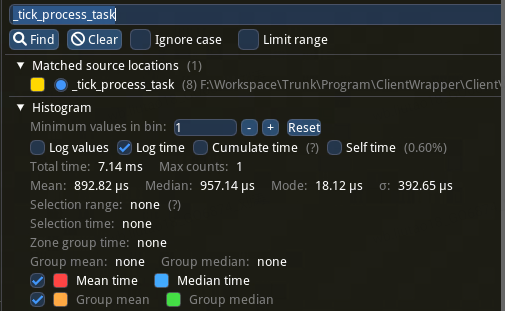 _tick_process_task
Find Clear Ignore case Limit range
Matched source locations (1)
_tick_process_task (8) F:\Workspace\Trunk\Program\ClientWrapper\Client\
Histogram
Minimum values in bin: 1 - + Reset
Log values Log time Cumulate time (?) Self time (0.60%)
Total time: 7.14 ms Max counts: 1
Mean: 892.82 µs Median: 957.14 µs Mode: 18.12 µs σ: 392.65 µs
Selection range: none (?)
Selection time: none
Zone group time: none
Group mean: none Group median: none
Mean time Median time
Group mean Group median